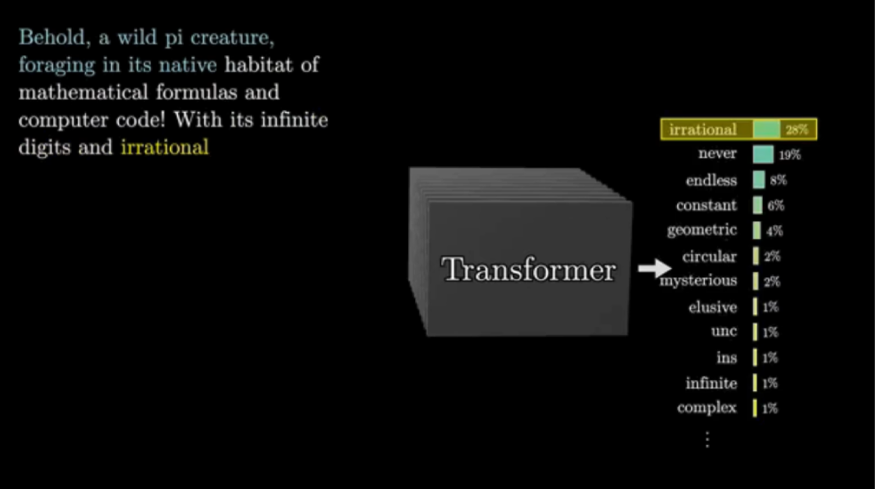 Behold, a wild pi creature,
foraging in its native habitat of
mathematical formulas and
computer code! With its infinite
digits and irrational
Transformer
irrational 28%
never 19%
endless 8%
constant 6%
geometric 4%
circular 2%
mysterious 2%
elusive 1%
unc 1%
ins 1%
infinite 1%
complex 1%
⋮